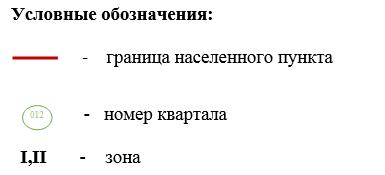 Условные обозначения:
- граница населенного пункта
012 - номер квартала
I,II - зона